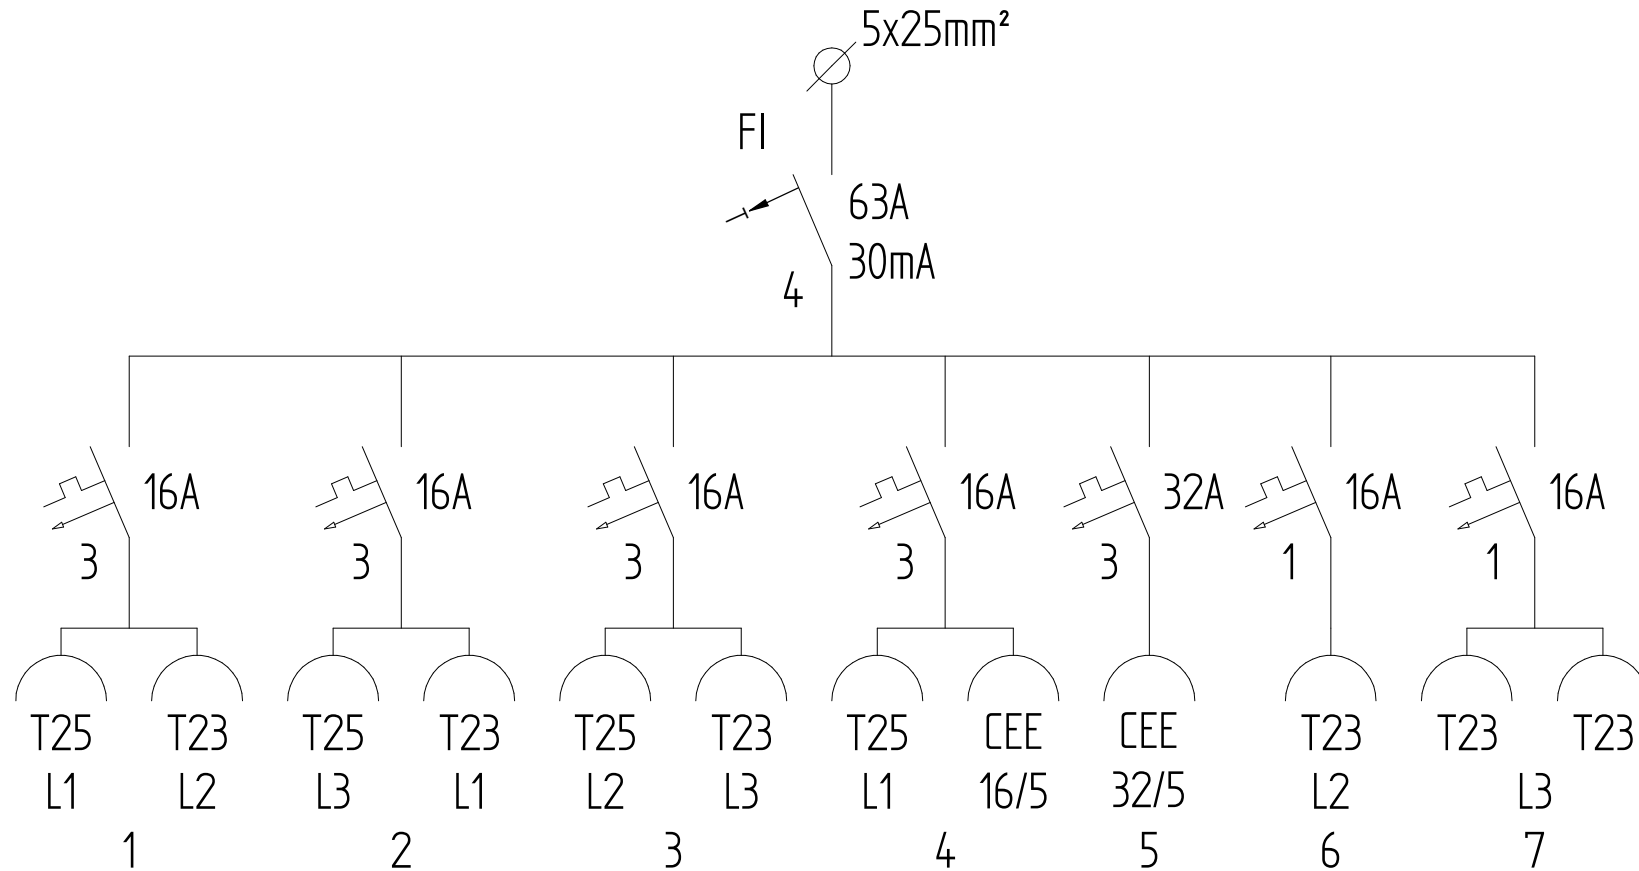 5x25mm²
FI
63A
30mA
4
16A 16A 16A 16A 32A 16A 16A
3 3 3 3 3 1 1
T25 T23 T25 T23 T25 T23 T25 CEE CEE T23 T23 T23
L1 L2 L3 L1 L2 L3 L1 16/5 32/5 L2 L3
1 2 3 4 5 6 7